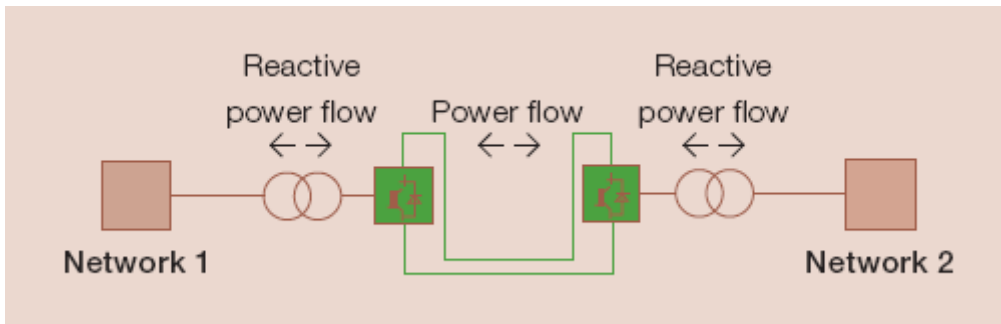 Reactive
power flow
Power flow
Reactive
power flow
Network 1
Network 2